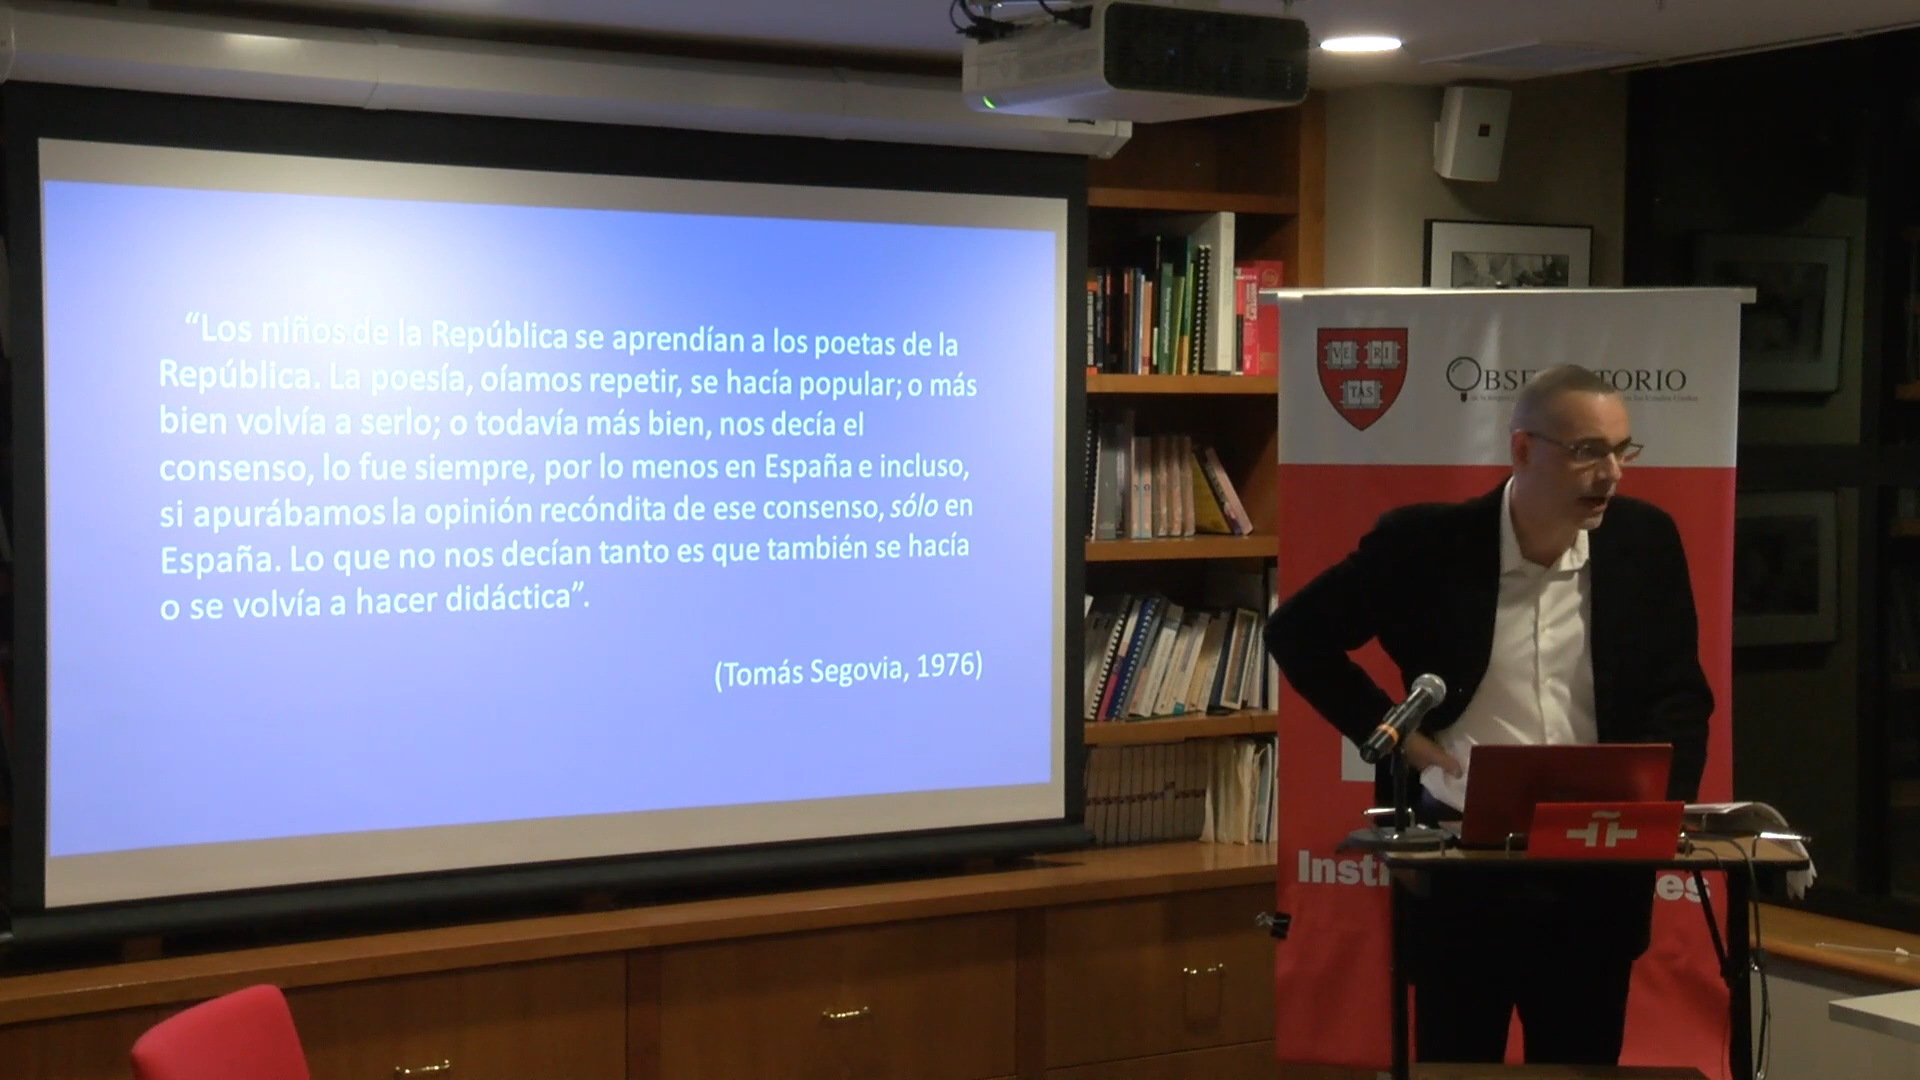 “Los niños de la República se aprendían a los poetas de la
República. La poesía, oíamos repetir, se hacía popular; o más
bien volvía a serlo; o todavía más bien, nos decía el
consenso, lo fue siempre, por lo menos en España e incluso,
si apurábamos la opinión recóndita de ese consenso, sólo en
España. Lo que no nos decían tanto es que también se hacía
o se volvía a hacer didáctica”.
(Tomás Segovia, 1976)
VE RI
TAS
OBSE TORIO
Insti es